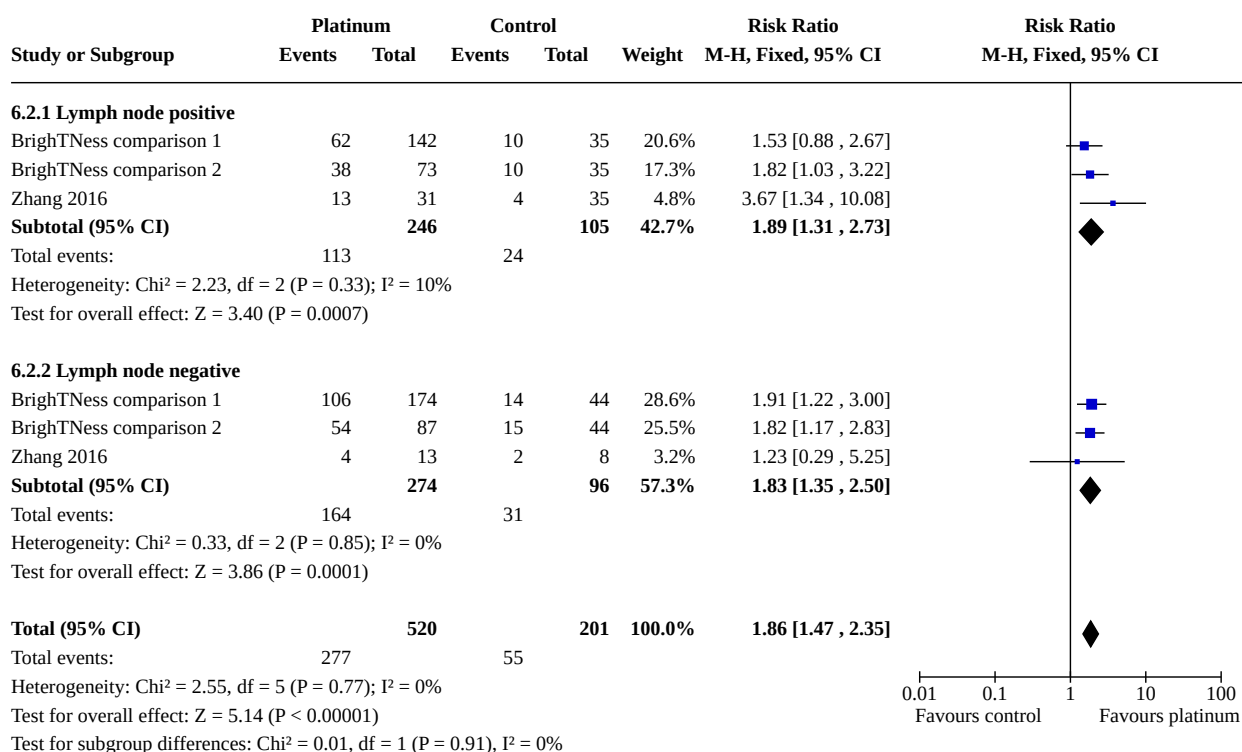 Platinum Control Risk Ratio Risk Ratio
Study or Subgroup Events Total Events Total Weight M-H, Fixed, 95% CI M-H, Fixed, 95% CI
6.2.1 Lymph node positive
BrighTNess comparison 1 62 142 10 35 20.6% 1.53 [0.88 , 2.67]
BrighTNess comparison 2 38 73 10 35 17.3% 1.82 [1.03 , 3.22]
Zhang 2016 13 31 4 35 4.8% 3.67 [1.34 , 10.08]
Subtotal (95% CI) 246 105 42.7% 1.89 [1.31 , 2.73]
Total events: 113 24
Heterogeneity: Chi² = 2.23, df = 2 (P = 0.33); I² = 10%
Test for overall effect: Z = 3.40 (P = 0.0007)
6.2.2 Lymph node negative
BrighTNess comparison 1 106 174 14 44 28.6% 1.91 [1.22 , 3.00]
BrighTNess comparison 2 54 87 15 44 25.5% 1.82 [1.17 , 2.83]
Zhang 2016 4 13 2 8 3.2% 1.23 [0.29 , 5.25]
Subtotal (95% CI) 274 96 57.3% 1.83 [1.35 , 2.50]
Total events: 164 31
Heterogeneity: Chi² = 0.33, df = 2 (P = 0.85); I² = 0%
Test for overall effect: Z = 3.86 (P = 0.0001)
Total (95% CI) 520 201 100.0% 1.86 [1.47 , 2.35]
Total events: 277 55
Heterogeneity: Chi² = 2.55, df = 5 (P = 0.77); I² = 0%
0.01 0.1 1 10 100
Test for overall effect: Z = 5.14 (P < 0.00001)
Favours control Favours platinum
Test for subgroup differences: Chi² = 0.01, df = 1 (P = 0.91), I² = 0%